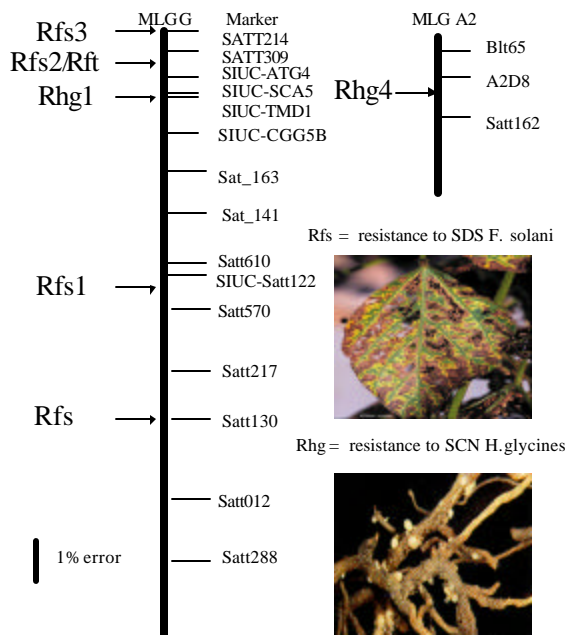 MLG G
Marker
Rfs3
SATT214
Rfs2/Rft
SATT309
SIUC-ATG4
Rhg1
SIUC-SCA5
SIUC-TMD1
SIUC-CGG5B
Sat_163
Sat_141
Satt610
SIUC-Satt122
Rfs1
Satt570
Satt217
Rfs
Satt130
Satt012
1% error
Satt288
MLG A2
Blt65
A2D8
Rhg4
Satt162
Rfs = resistance to SDS F. solani
Rhg = resistance to SCN H.glycines